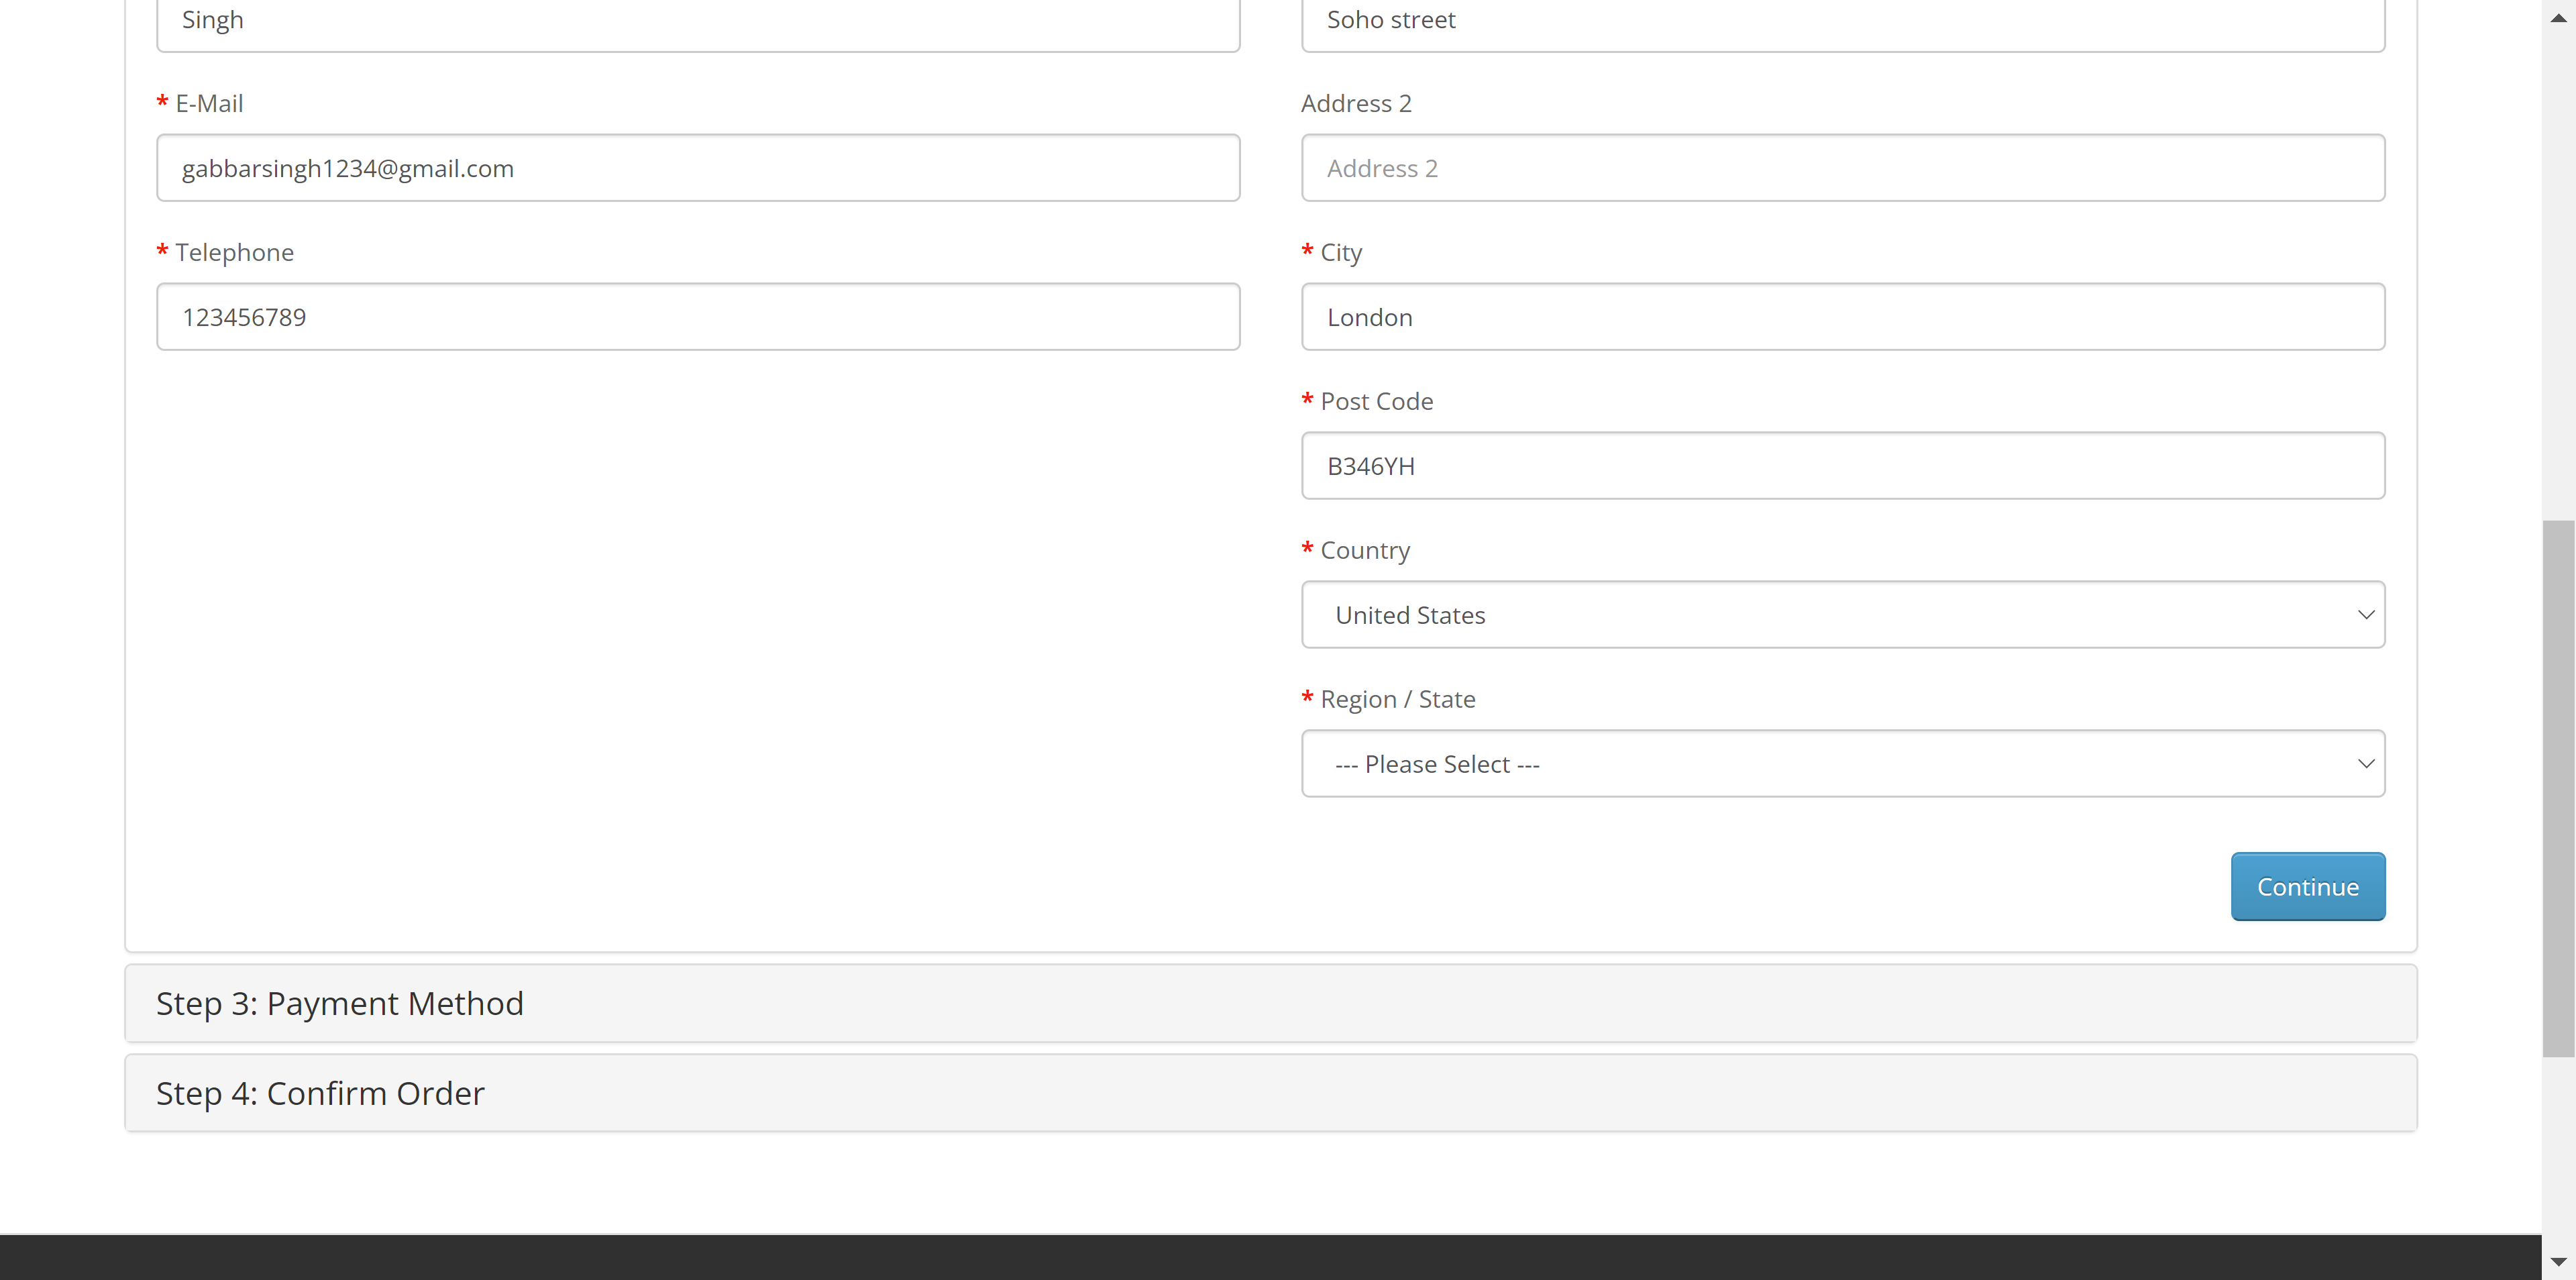 Singh
* E-Mail
gabbarsingh1234@gmail.com
* Telephone
123456789
Soho street
Address 2
Address 2
* City
London
* Post Code
B346YH
* Country
United States
* Region / State
--- Please Select ---
Continue
Step 3: Payment Method
Step 4: Confirm Order